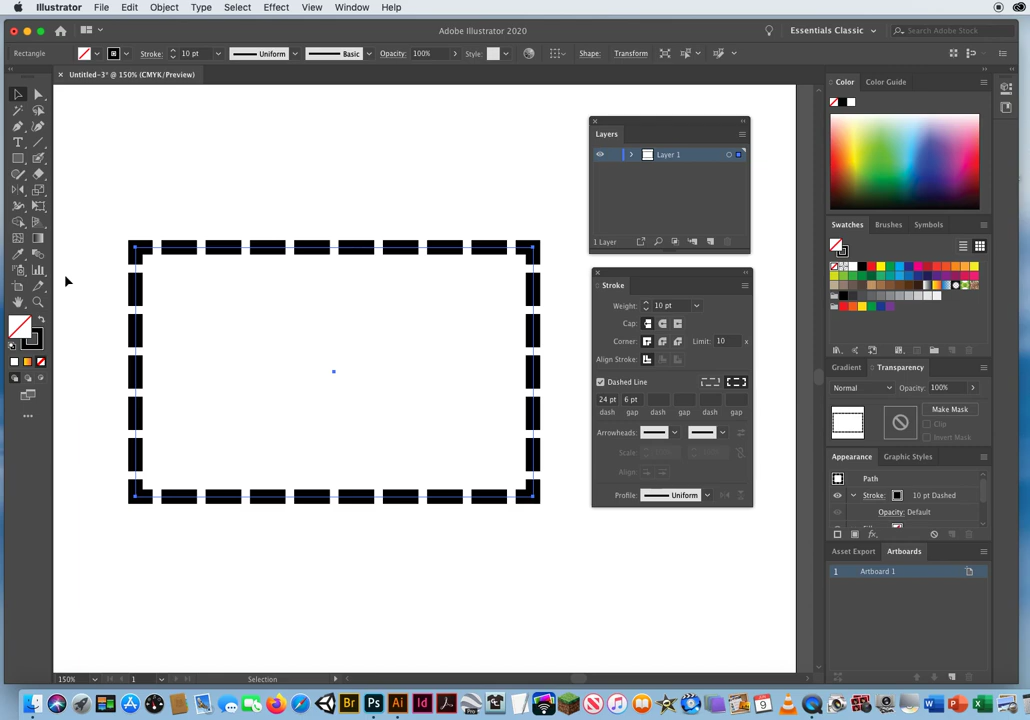 Illustrator File Edit Object Type Select Effect View Window Help
Adobe Illustrator 2020
Essentials Classic
Search Adobe Stock
Rectangle
Stroke: 10 pt
Uniform
Basic
Opacity: 100%
Style:
Shape:
Transform
× Untitled-3* @ 150% (CMYK/Preview)
Layers
Layer 1
1 Layer
Stroke
Weight: 10 pt
Cap:
Corner:
Limit: 10 x
Align Stroke:
Dashed Line
24 pt 6 pt
dash gap dash gap dash gap
Arrowheads:
Scale:
Align:
Profile: Uniform
Color Color Guide
Swatches Brushes Symbols
Gradient Transparency
Normal
Opacity: 100%
Make Mask
Clip
Invert Mask
Appearance Graphic Styles
Path
Stroke: 10 pt Dashed
Opacity: Default
Asset Export Artboards
1 Artboard 1
150%
1
Selection
Br Ps Ai Id
9
W P X